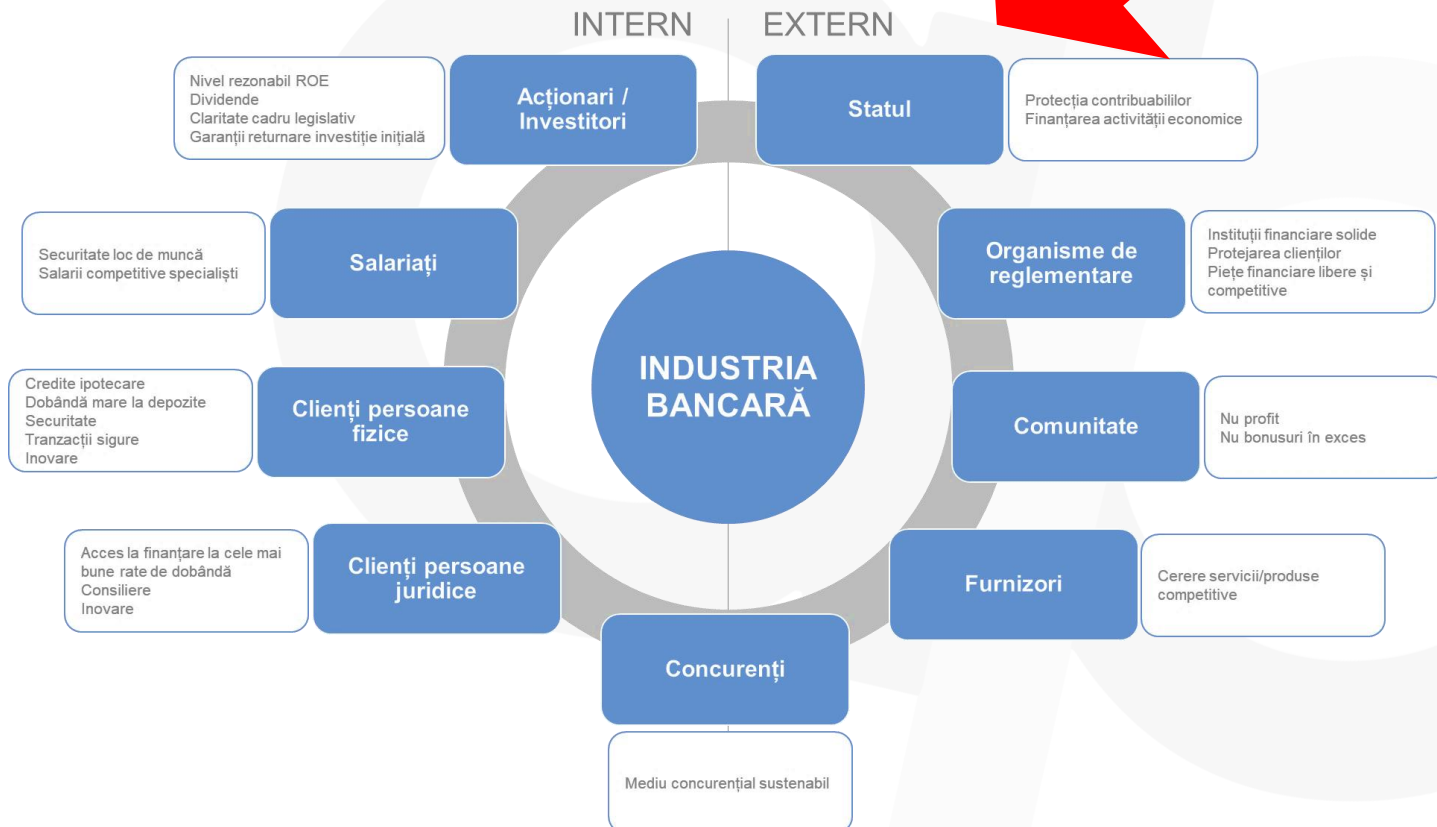 INTERN
EXTERN
Nivel rezonabil ROE
Dividende
Claritate cadru legislativ
Garanții returnare investiție inițială
Acționari /
Investitori
Statul
Protecția contribuabililor
Finanțarea activității economice
Securitate loc de muncă
Salarii competitive specialiști
Salariați
Organisme de
reglementare
Instituții financiare solide
Protejarea clienților
Piețe financiare libere și
competitive
INDUSTRIA
BANCARĂ
Credite ipotecare
Dobândă mare la depozite
Securitate
Tranzacții sigure
Inovare
Clienți persoane
fizice
Comunitate
Nu profit
Nu bonusuri în exces
Acces la finanțare la cele mai
bune rate de dobândă
Consiliere
Inovare
Clienți persoane
juridice
Furnizori
Cerere servicii/produse
competitive
Concurenți
Mediu concurențial sustenabil